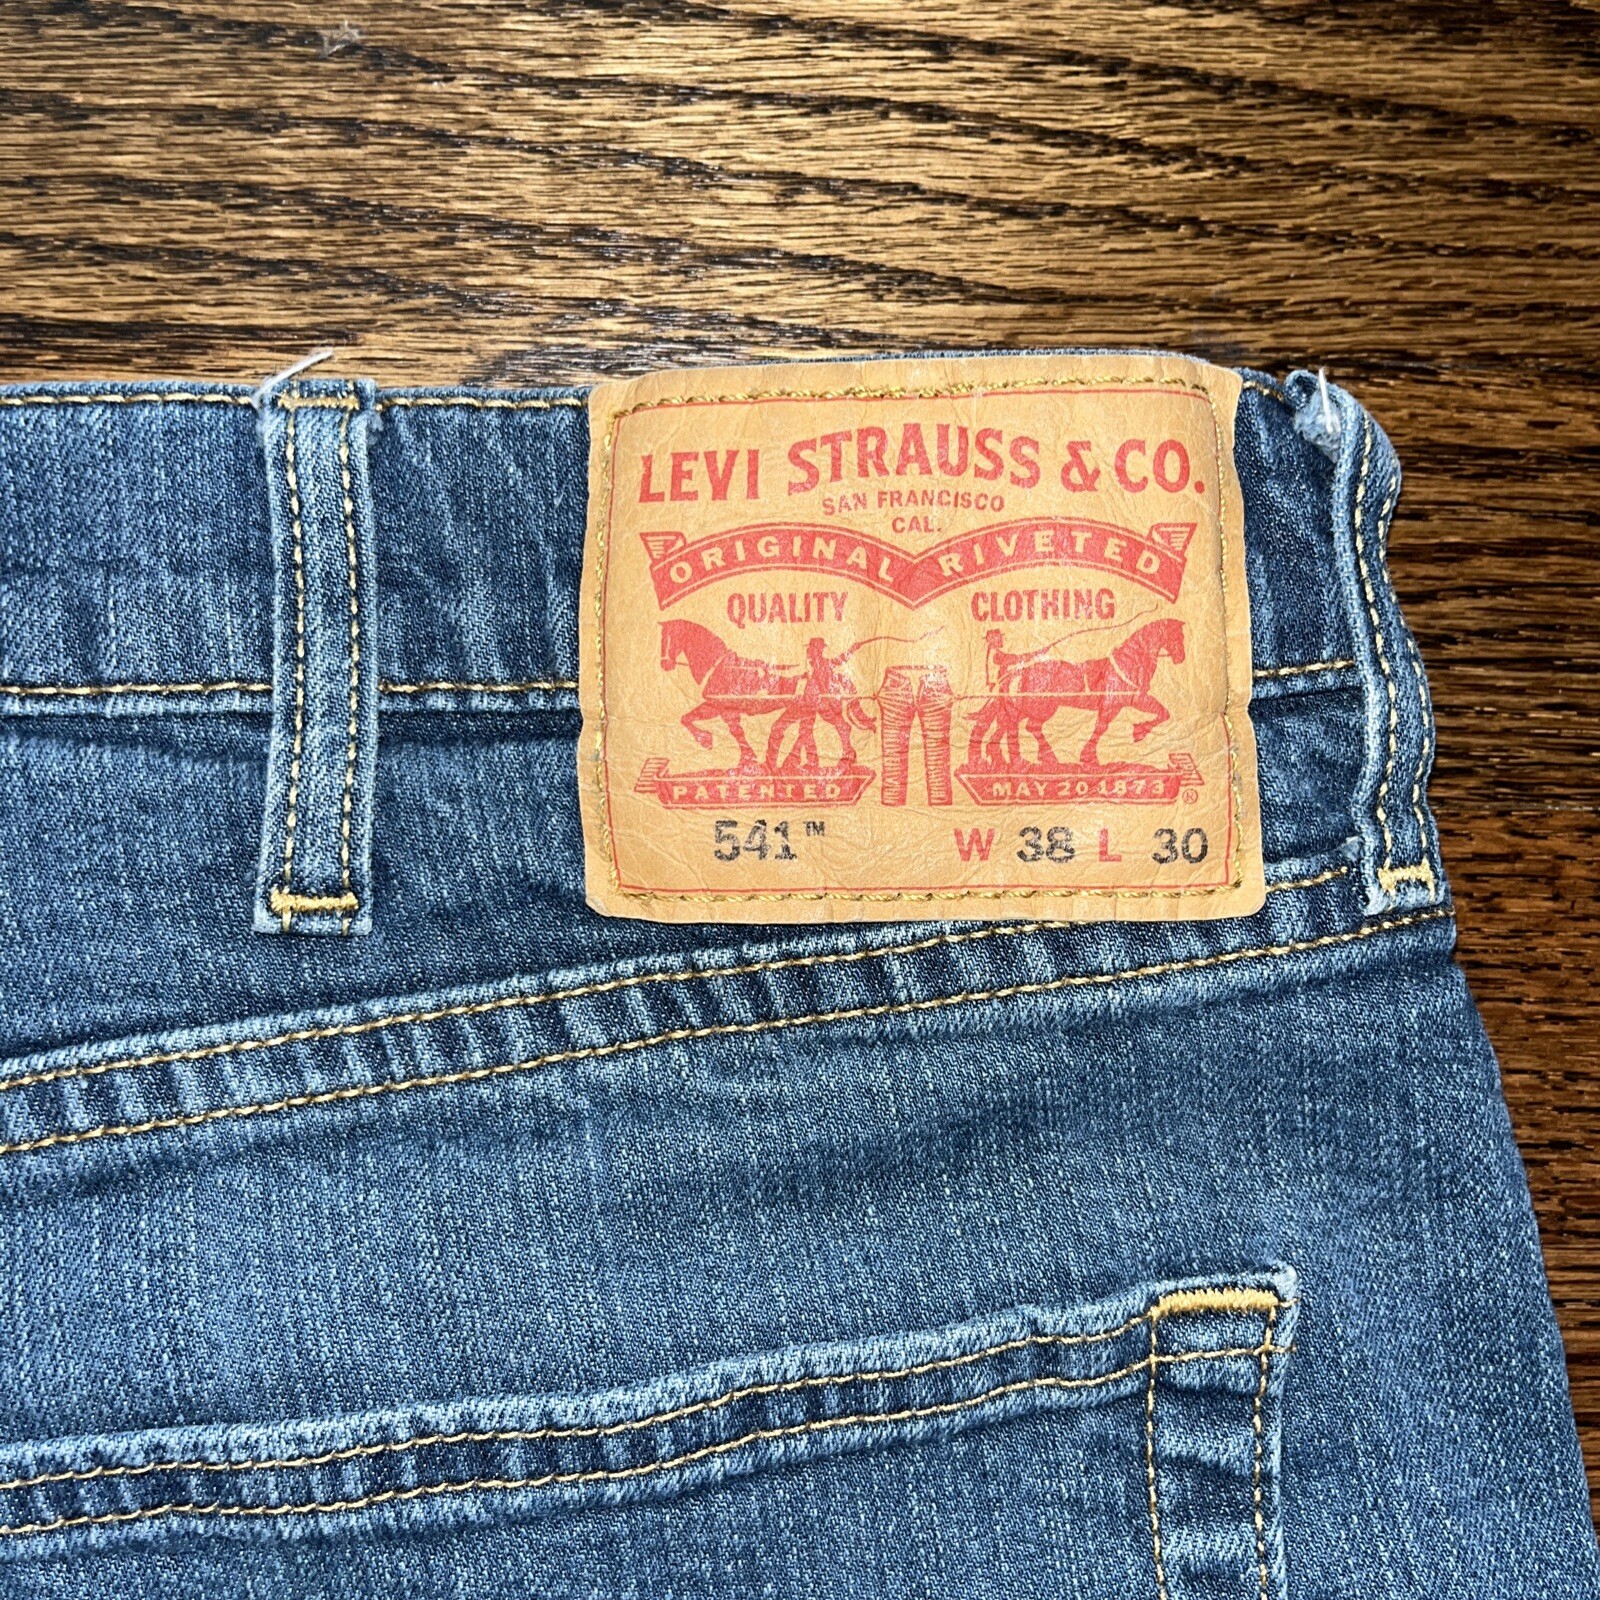 LEVI STRAUSS & CO.
SAN FRANCISCO
CAL.
ORIGINAL RIVETED
QUALITY CLOTHING
PATENTED MAY 20 1873 ®
541™ W 38 L 30